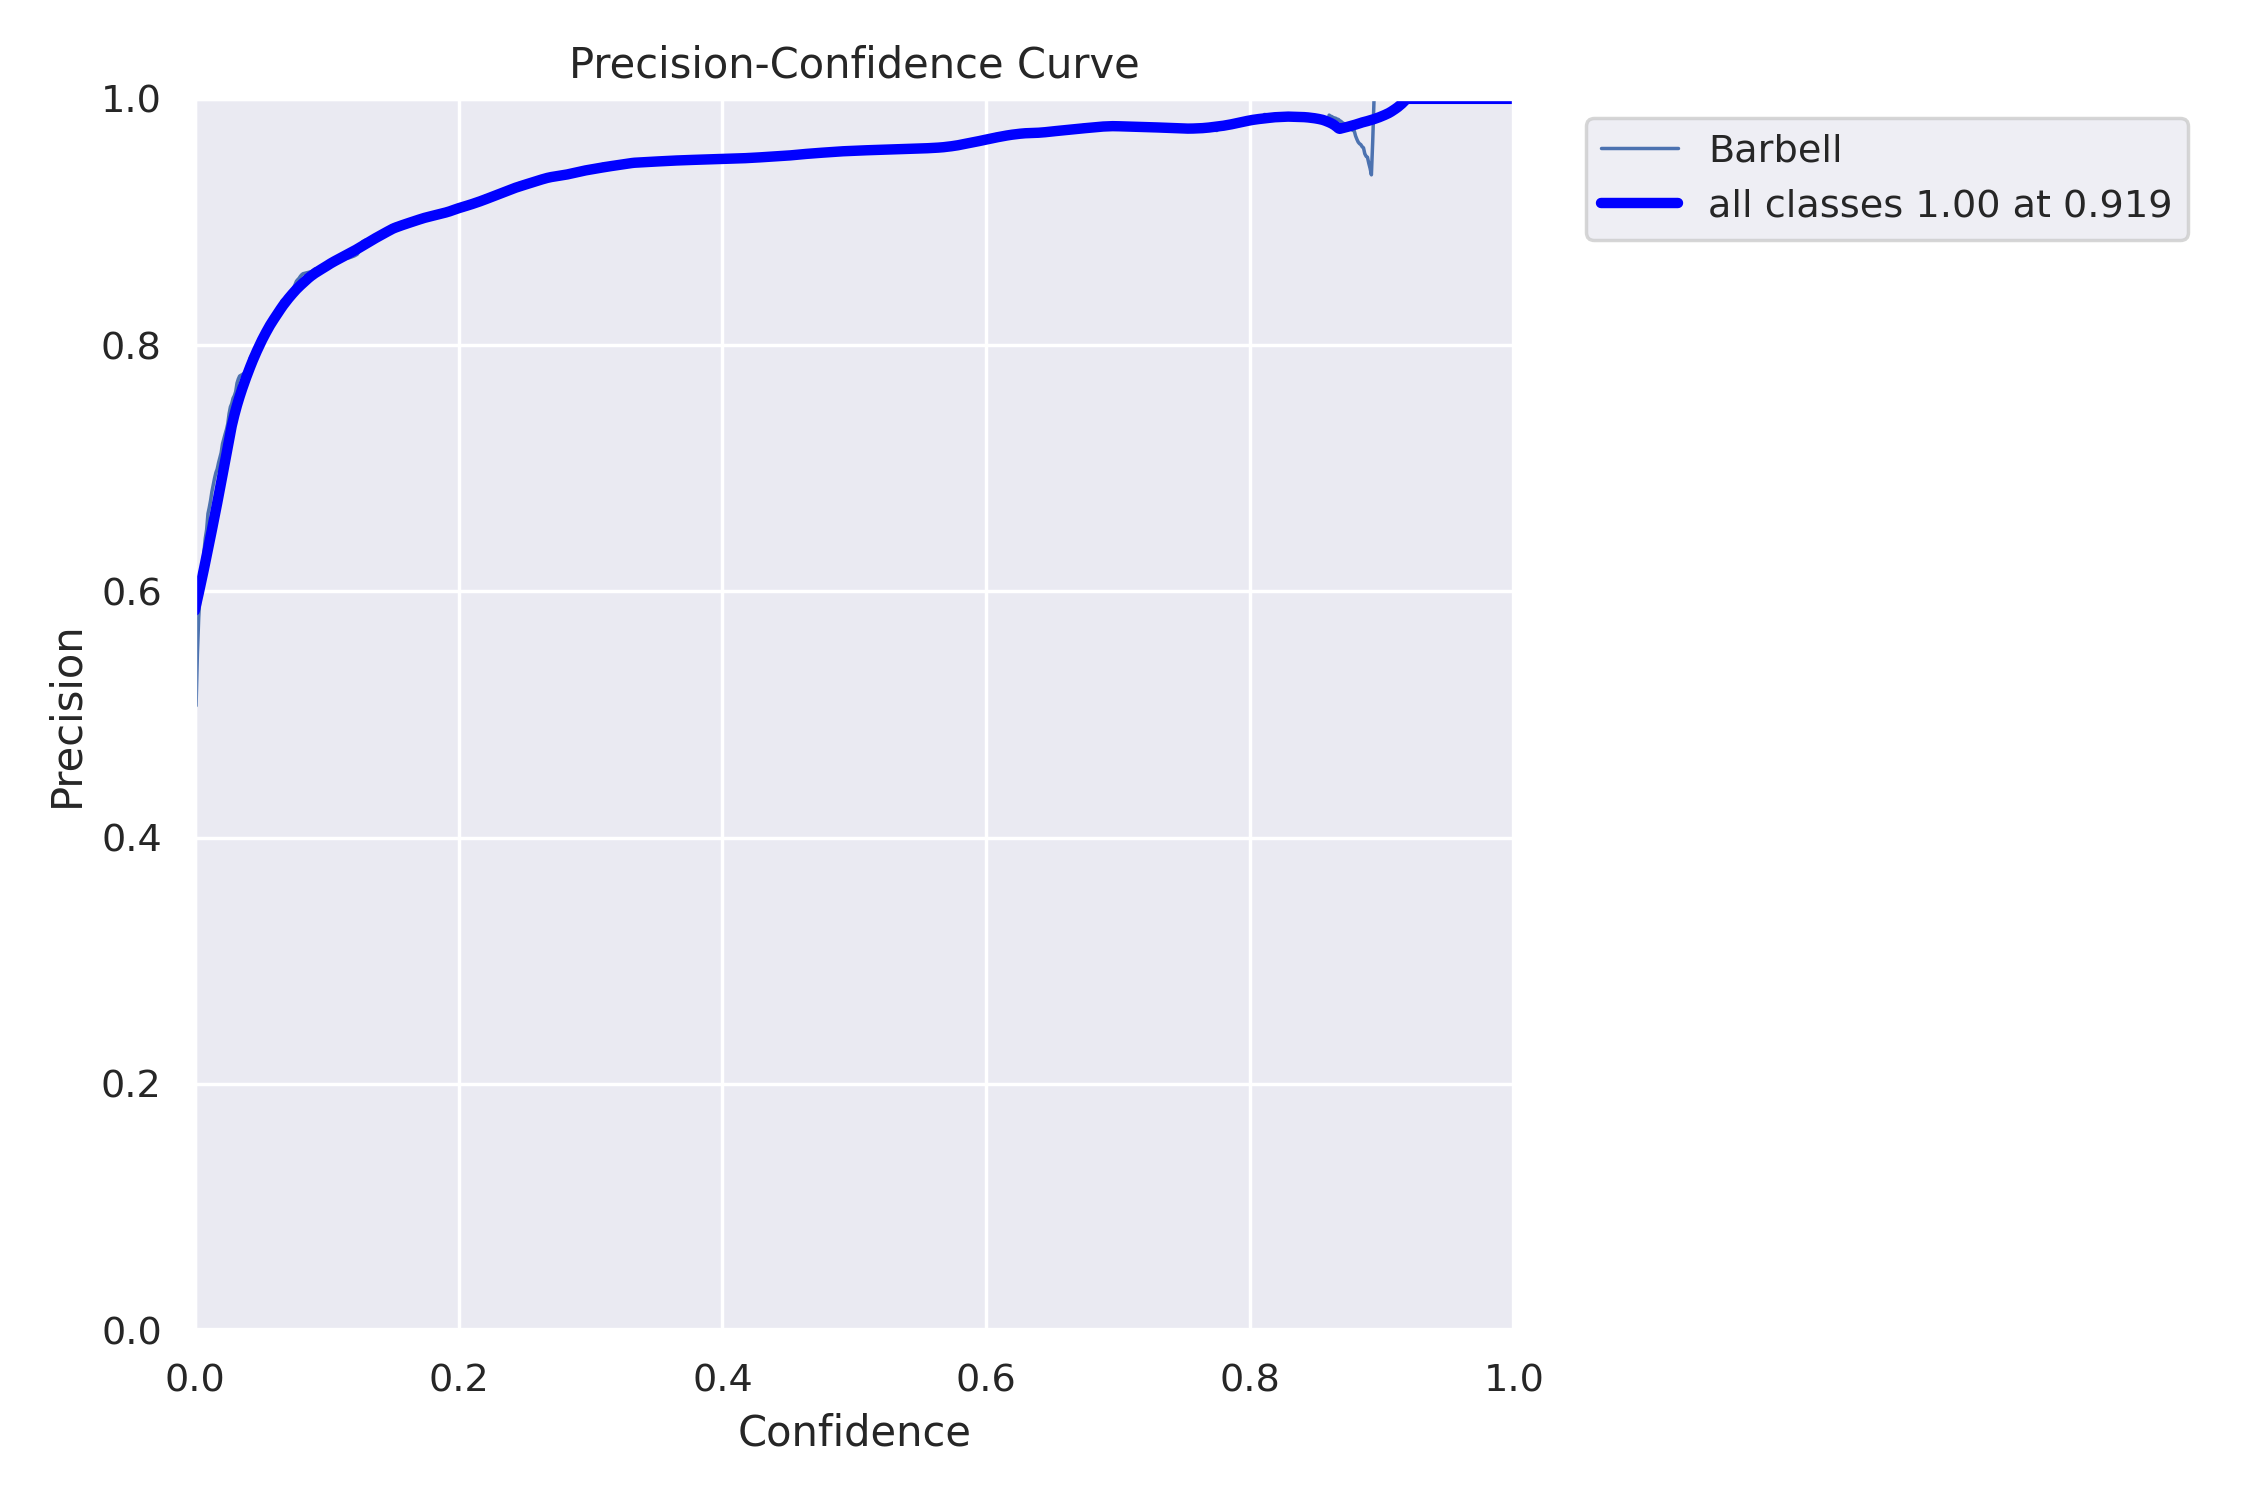 Precision-Confidence Curve
1.0
0.8
0.6
0.4
0.2
0.0
Precision
0.0 0.2 0.4 0.6 0.8 1.0
Confidence
Barbell
all classes 1.00 at 0.919